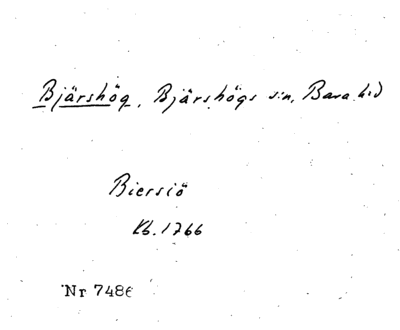 Bjärshög, Bjärshögs sn, Bara hd
Biersiö
Kb. 1766
Nr 7486